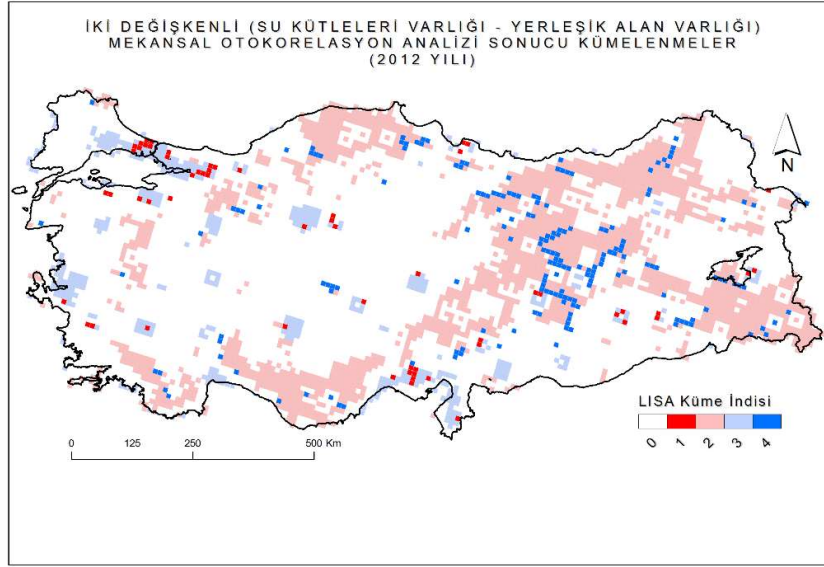 İKİ DEĞİŞKENLİ (SU KÜTLELERİ VARLIĞI - YERLEŞİK ALAN VARLIĞI)
MEKANSAL OTOKORELASYON ANALİZİ SONUCU KÜMELENMELER
(2012 YILI)
N
LISA Küme İndisi
0 1 2 3 4
0 125 250 500 Km